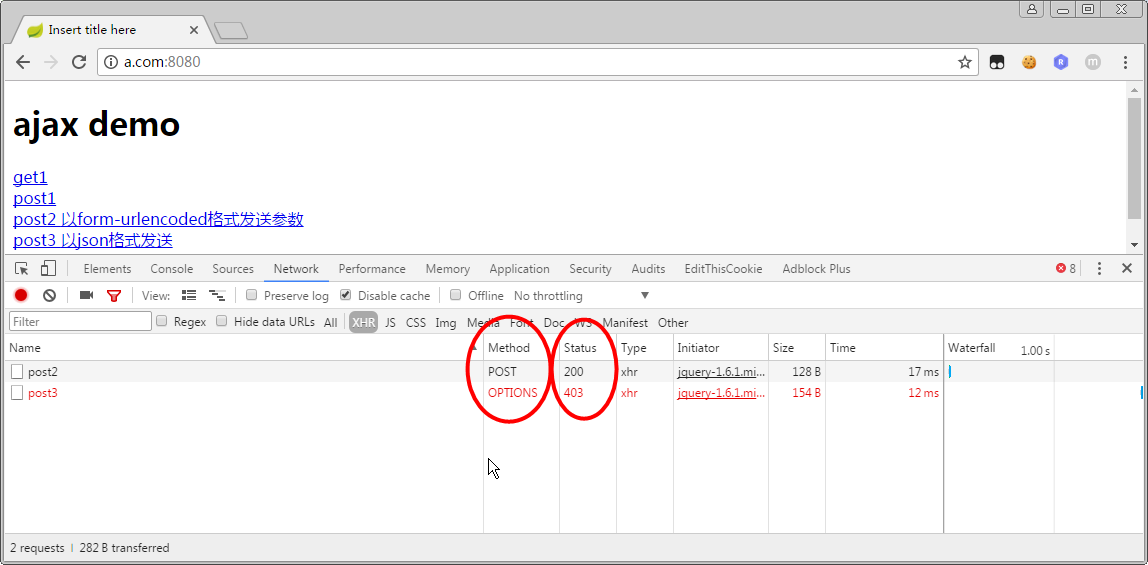 Insert title here
a.com:8080
ajax demo
get1
post1
post2 以form-urlencoded格式发送参数
post3 以json格式发送
Elements Console Sources Network Performance Memory Application Security Audits EditThisCookie Adblock Plus 8
View: Preserve log Disable cache Offline No throttling
Filter Regex Hide data URLs All XHR JS CSS Img Media Font Doc WS Manifest Other
Name Method Status Type Initiator Size Time Waterfall 1.00 s
post2 POST 200 xhr jquery-1.6.1.mi... 128 B 17 ms
post3 OPTIONS 403 xhr jquery-1.6.1.mi... 154 B 12 ms
2 requests 282 B transferred